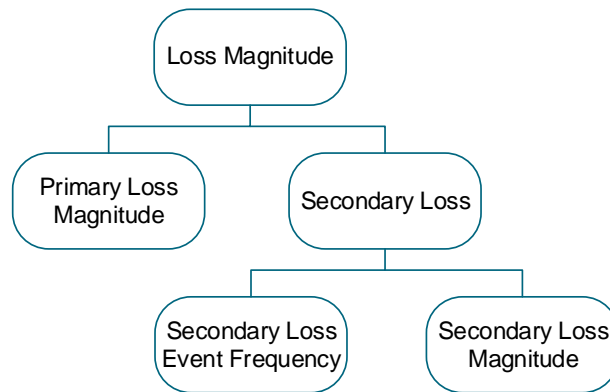 Loss Magnitude
Primary Loss
Magnitude
Secondary Loss
Secondary Loss
Event Frequency
Secondary Loss
Magnitude